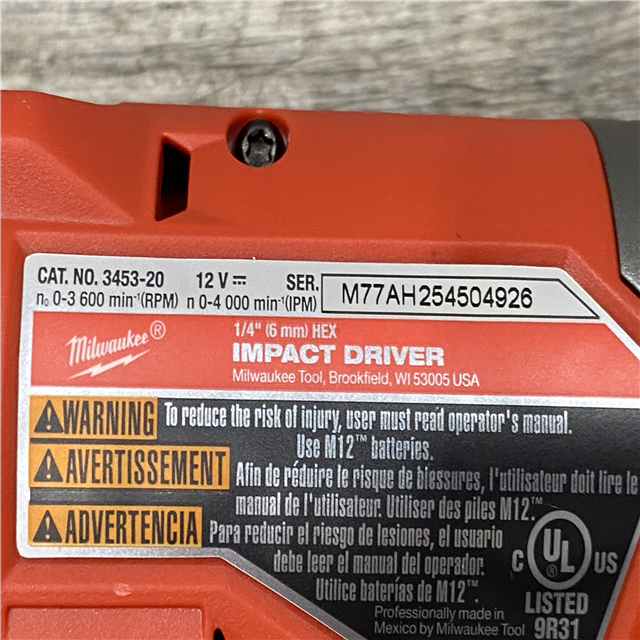 CAT. NO. 3453-20 12 V ⎓ SER. M77AH254504926
n₀ 0-3 600 min⁻¹(RPM) n 0-4 000 min⁻¹(IPM)
Milwaukee®
1/4" (6 mm) HEX
IMPACT DRIVER
Milwaukee Tool, Brookfield, WI 53005 USA
WARNING To reduce the risk of injury, user must read operator's manual.
Use M12™ batteries.
AVERTISSEMENT Afin de réduire le risque de blessures, l'utilisateur doit lire le
manuel de l'utilisateur. Utiliser des piles M12.™
ADVERTENCIA Para reducir el riesgo de lesiones, el usuario
debe leer el manual del operador.
Utilice baterías de M12™.
C UL US
LISTED
9R31
Professionally made in
Mexico by Milwaukee Tool